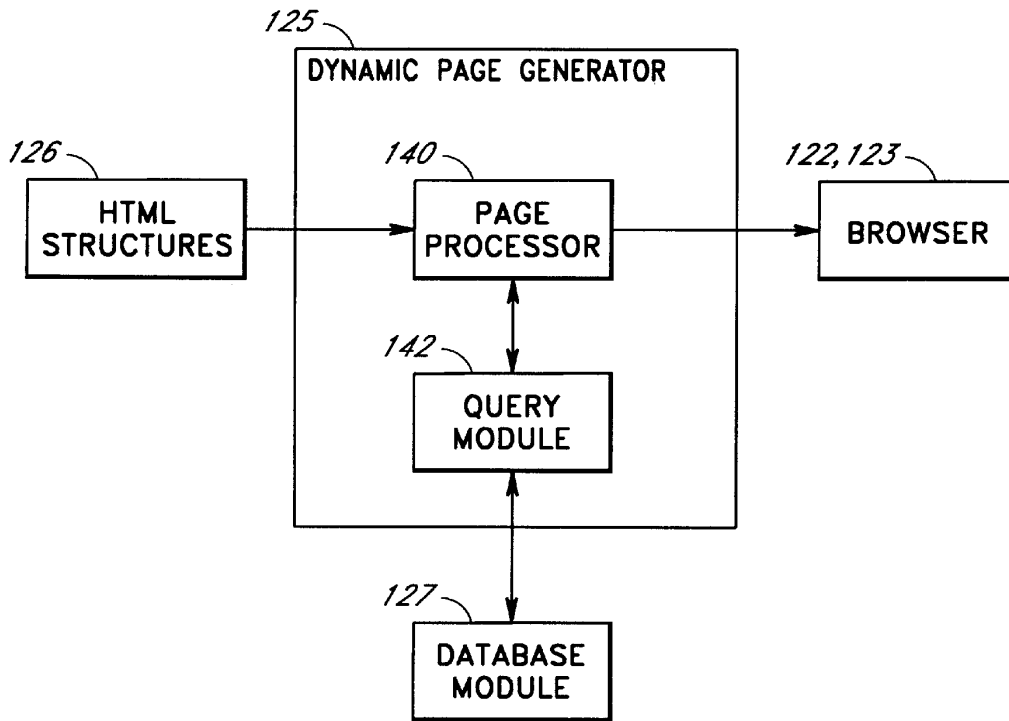 125
DYNAMIC PAGE GENERATOR
126
HTML
STRUCTURES
140
PAGE
PROCESSOR
122,123
BROWSER
142
QUERY
MODULE
127
DATABASE
MODULE